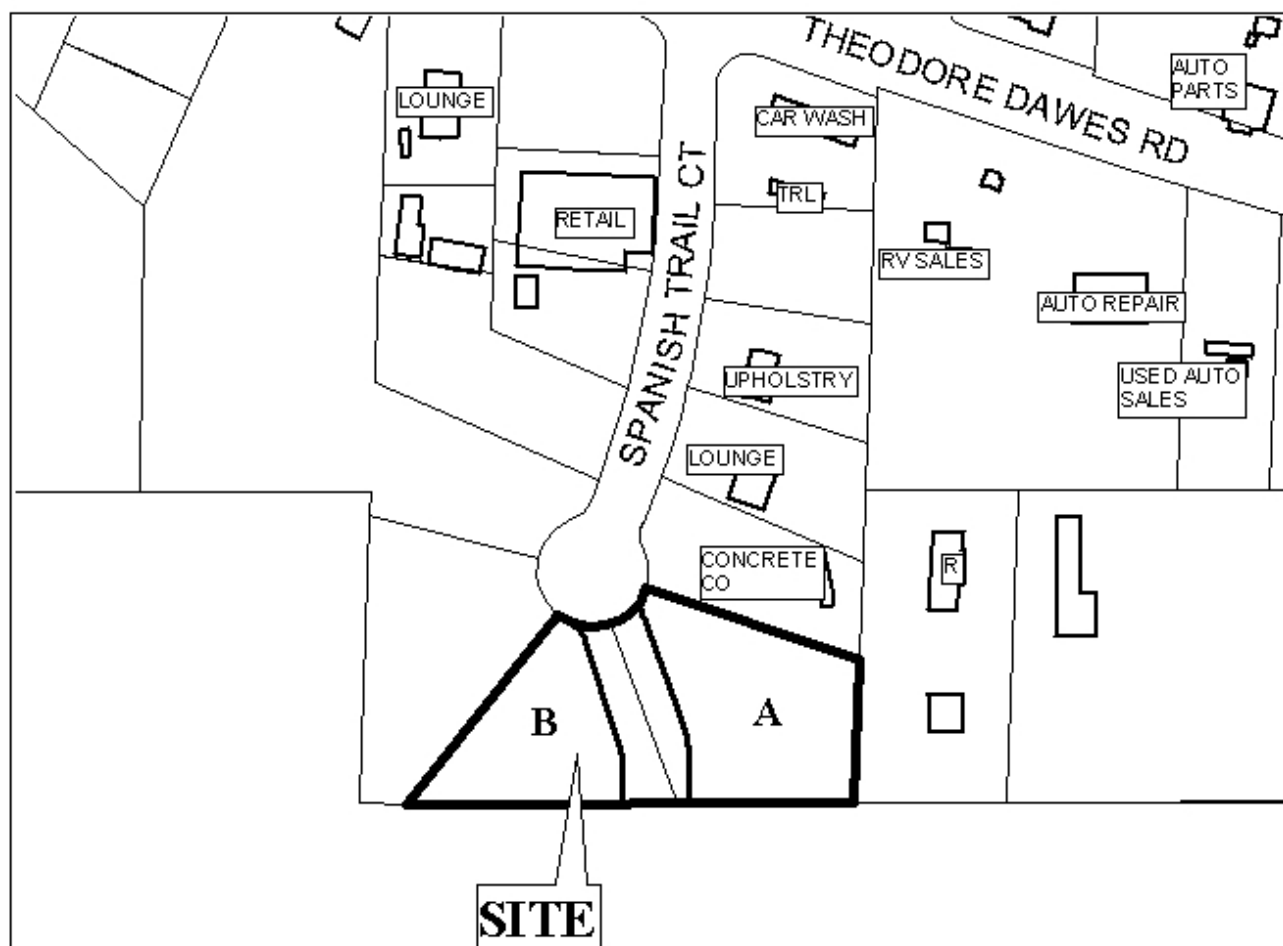 THEODORE DAWES RD
AUTO
PARTS
LOUNGE
CAR WASH
TRL
RETAIL
SPANISH TRAIL CT
RV SALES
AUTO REPAIR
UPHOLSTRY
USED AUTO
SALES
LOUNGE
CONCRETE
CO
R
B
A
SITE